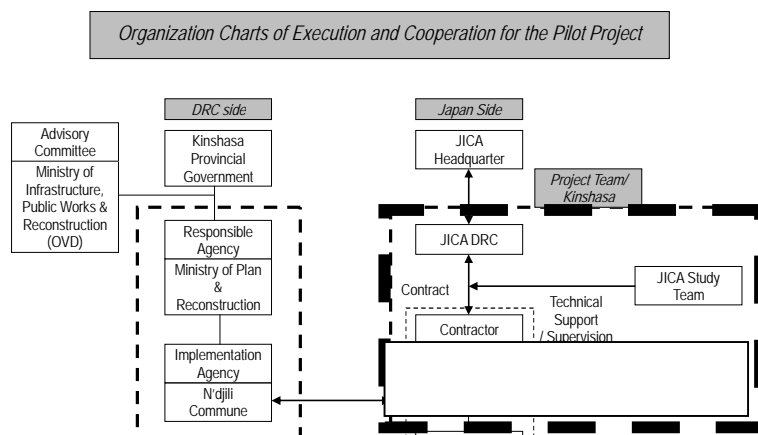 Organization Charts of Execution and Cooperation for the Pilot Project
DRC side
Japan Side
Advisory
Committee
Ministry of
Infrastructure,
Public Works &
Reconstruction
(OVD)
Kinshasa
Provincial
Government
JICA
Headquarter
Project Team/
Kinshasa
Responsible
Agency
Ministry of Plan
&
Reconstruction
JICA DRC
JICA Study
Team
Contract
Technical
Support
/ Supervision
Contractor
Implementation
Agency
N'djili
Commune